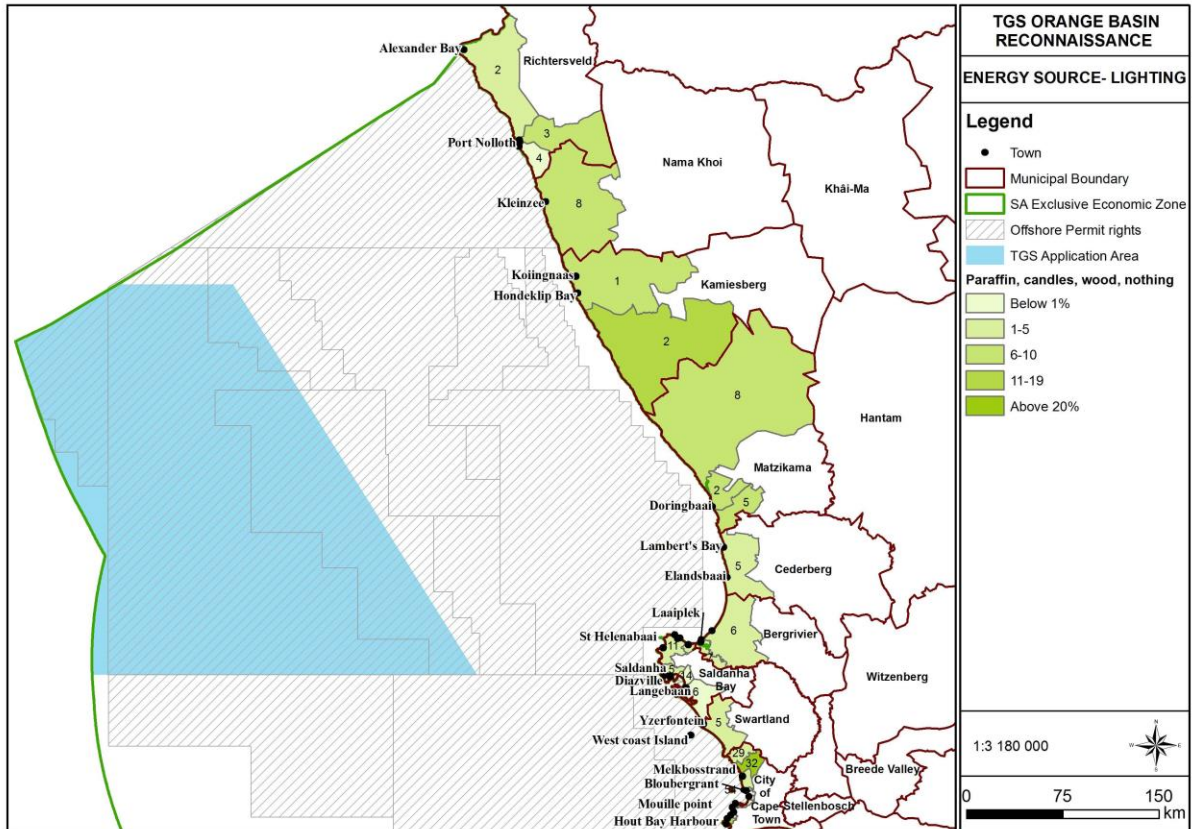 TGS ORANGE BASIN
RECONNAISSANCE
ENERGY SOURCE- LIGHTING
Legend
Town
Municipal Boundary
SA Exclusive Economic Zone
Offshore Permit rights
TGS Application Area
Paraffin, candles, wood, nothing
Below 1%
1-5
6-10
11-19
Above 20%
1:3 180 000
N
W
E
S
0 75 150
km
Alexander Bay
2
Richtersveld
3
Port Nolloth
4
Nama Khoi
Khâi-Ma
Kleinzee
8
Koiingnaas
1
Kamiesberg
Hondeklip Bay
2
8
Hantam
Matzikama
2
5
Doringbaai
Lambert's Bay
5
Cederberg
Elandsbaai
Laaiplek
6
Bergrivier
St Helenabaai
11
7
Witzenberg
Saldanha
5
14
Saldanha
Bay
Diazville
Langebaan
6
Yzerfontein
5
Swartland
West coast Island
29
32
Melkbosstrand
Breede Valley
Bloubergrant
City
of
Cape
Town
Stellenbosch
Mouille point
Hout Bay Harbour